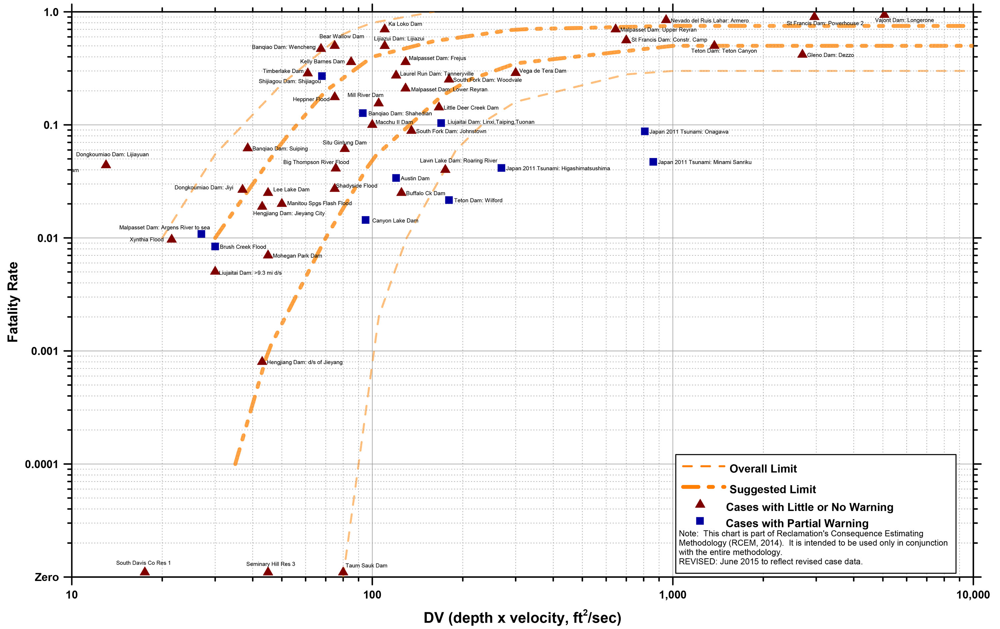 1.0
Ka Loko Dam
Nevado del Ruis Lahar: Armero
St Francis Dam: Powerhouse 2
Vajont Dam: Longerone
Malpasset Dam: Upper Reyran
Bear Wallow Dam
Lijiazui Dam: Lijiazui
St Francis Dam: Constr. Camp
Banqiao Dam: Wencheng
Teton Dam: Teton Canyon
Gleno Dam: Dezzo
Kelly Barnes Dam
Malpasset Dam: Frejus
Timberlake Dam
Laurel Run Dam: Tanneryville
Vega de Tera Dam
Shijiagou Dam: Shijiagou
South Fork Dam: Woodvale
Malpasset Dam: Lower Reyran
Mill River Dam
Heppner Flood
Little Deer Creek Dam
Banqiao Dam: Shahedian
Macchu II Dam
Liujaitai Dam: Linxi,Taiping,Tuonan
0.1
South Fork Dam: Johnstown
Japan 2011 Tsunami: Onagawa
Situ Gintung Dam
Banqiao Dam: Suiping
Dongkoumiao Dam: Lijiayuan
Big Thompson River Flood
Lawn Lake Dam: Roaring River
Japan 2011 Tsunami: Minami Sanriku
am
Japan 2011 Tsunami: Higashimatsushima
Austin Dam
Dongkoumiao Dam: Jiyi
Shadyside Flood
Lee Lake Dam
Buffalo Ck Dam
Teton Dam: Wilford
Manitou Spgs Flash Flood
Hengjiang Dam: Jieyang City
Canyon Lake Dam
Malpasset Dam: Argens River to sea
0.01
Xynthia Flood
Brush Creek Flood
Mohegan Park Dam
Liujaitai Dam: >9.3 mi d/s
Fatality Rate
0.001
Hengjiang Dam: d/s of Jieyang
0.0001
Overall Limit
Suggested Limit
Cases with Little or No Warning
Cases with Partial Warning
Note: This chart is part of Reclamation's Consequence Estimating
Methodology (RCEM, 2014). It is intended to be used only in conjunction
with the entire methodology.
REVISED: June 2015 to reflect revised case data.
South Davis Co Res 1
Seminary Hill Res 3
Taum Sauk Dam
Zero
10
100
1,000
10,000
DV (depth x velocity, ft²/sec)